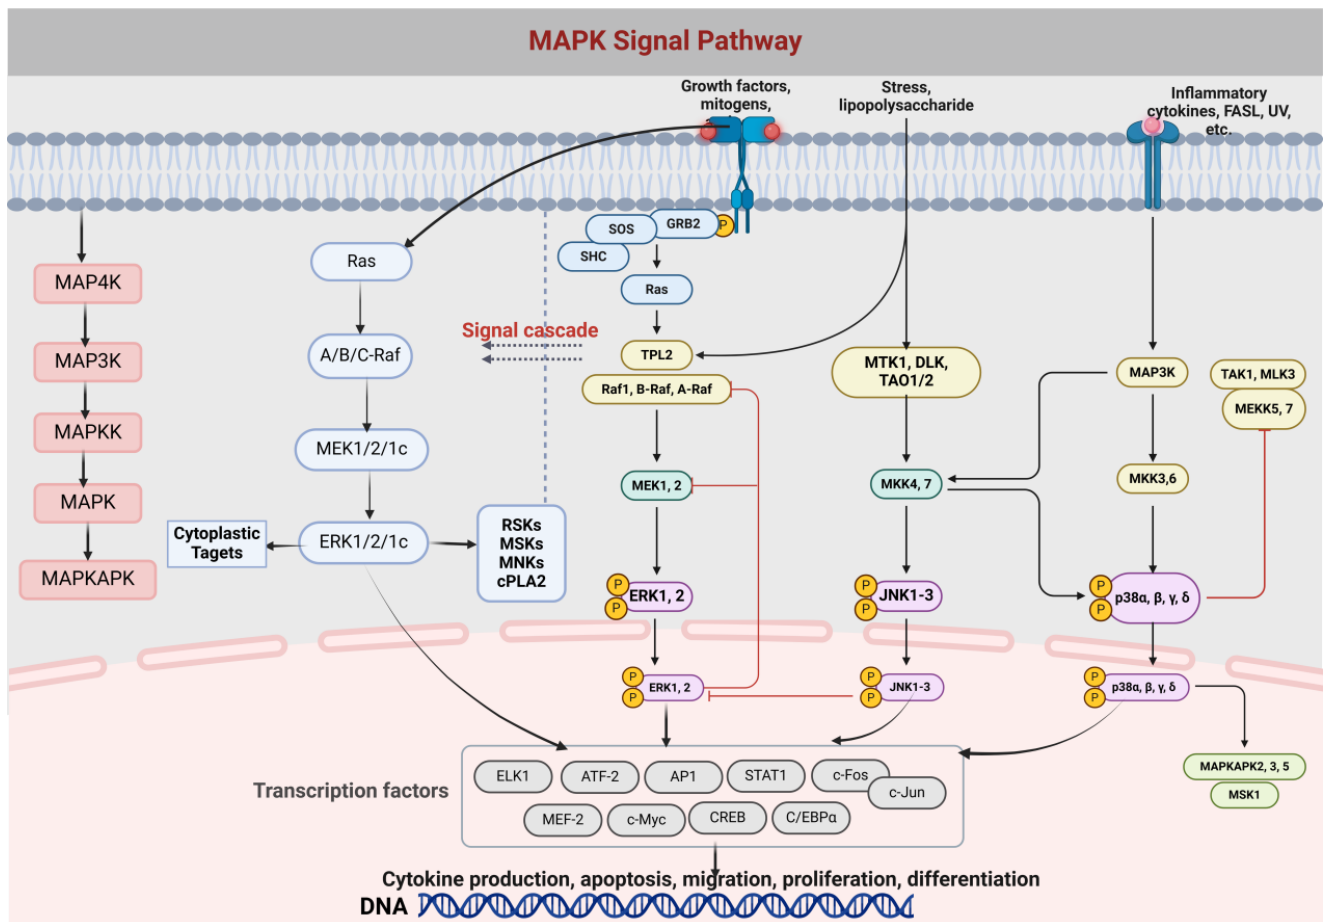 MAPK Signal Pathway
Growth factors,
mitogens,
Stress,
lipopolysaccharide
Inflammatory
cytokines, FASL, UV,
etc.
MAP4K
MAP3K
MAPKK
MAPK
MAPKAPK
Ras
A/B/C-Raf
MEK1/2/1c
ERK1/2/1c
Cytoplastic
Tagets
RSKs
MSKs
MNKs
cPLA2
Signal cascade
SOS
GRB2
P
SHC
Ras
TPL2
Raf1, B-Raf, A-Raf
MEK1, 2
P
P
ERK1, 2
P
P
ERK1, 2
MTK1, DLK,
TAO1/2
MKK4, 7
P
P
JNK1-3
P
P
JNK1-3
MAP3K
MKK3,6
P
P
p38α, β, γ, δ
P
P
p38α, β, γ, δ
TAK1, MLK3
MEKK5, 7
MAPKAPK2, 3, 5
MSK1
Transcription factors
ELK1
ATF-2
AP1
STAT1
c-Fos
c-Jun
MEF-2
c-Myc
CREB
C/EBPα
Cytokine production, apoptosis, migration, proliferation, differentiation
DNA